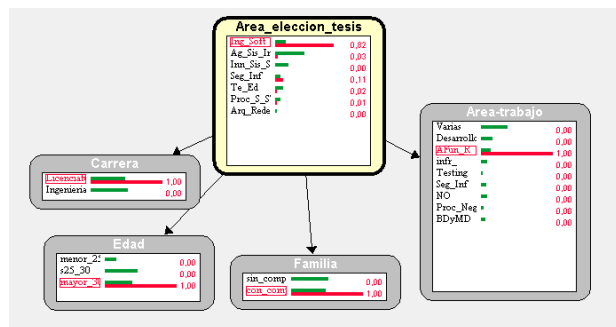 Area_eleccion_tesis
Ing_Soft 0,82
Ag_Sis_Ir 0,03
Inn_Sis_S 0,00
Seg_Inf 0,11
Te_Ed 0,02
Proc_S_S 0,01
Arq_Rede 0,00
Area-trabajo
Varias 0,00
Desarrollo 0,00
AFun_R 1,00
infr_ 0,00
Testing 0,00
Seg_Inf 0,00
NO 0,00
Proc_Neg 0,00
BDyMD 0,00
Carrera
Licenciat 1,00
Ingenieria 0,00
Edad
menor_25 0,00
s25_30 0,00
mayor_30 1,00
Familia
sin_comp 0,00
con_com 1,00